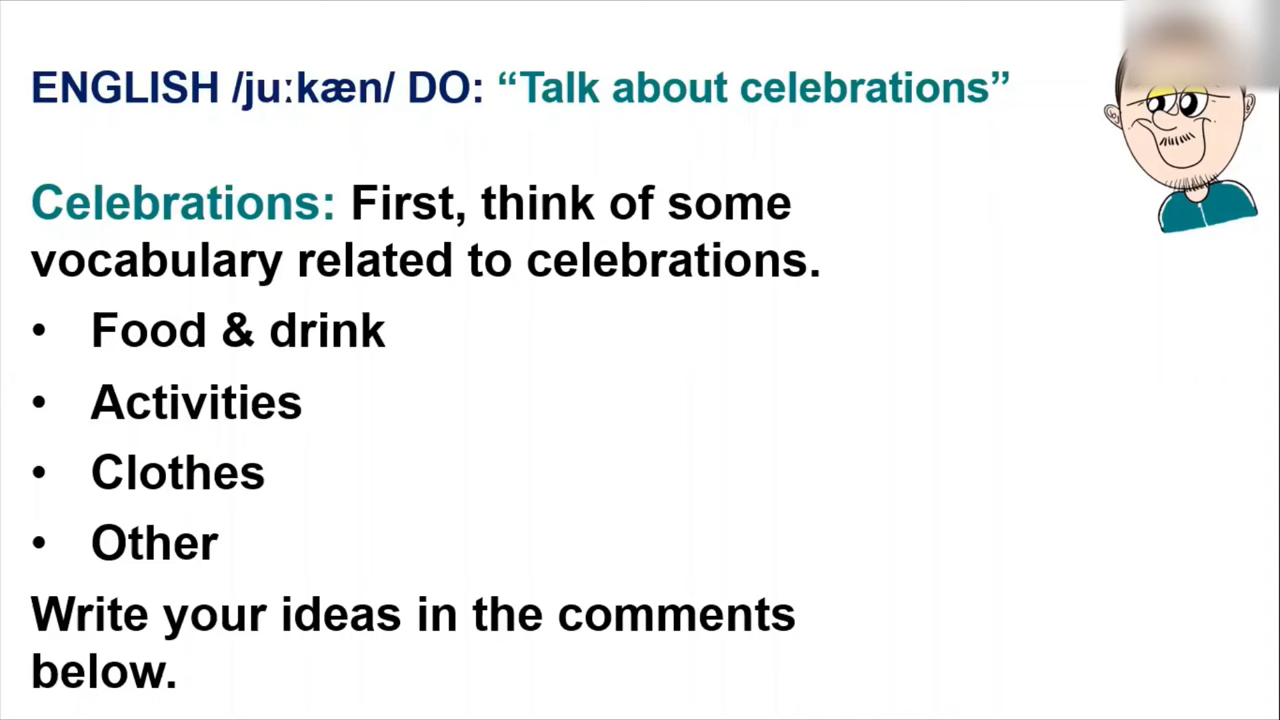 ENGLISH /juːkæn/ DO: “Talk about celebrations”
Celebrations: First, think of some
vocabulary related to celebrations.
• Food & drink
• Activities
• Clothes
• Other
Write your ideas in the comments
below.